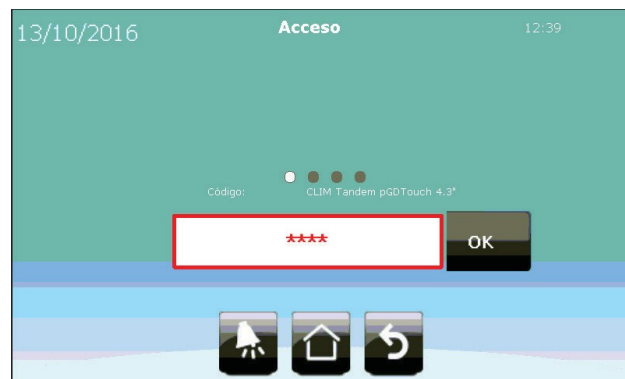 13/10/2016 Acceso 12:39
Código: CLIM Tandem pGDTouch 4.3"
**** OK